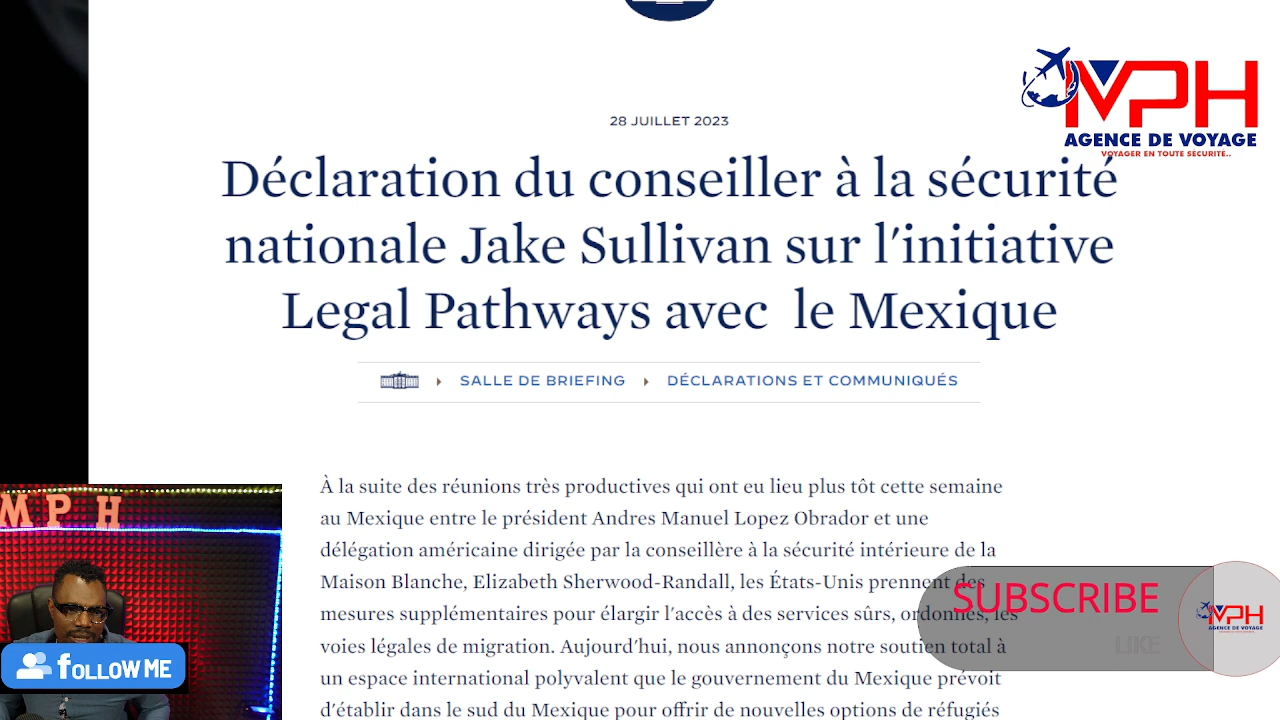 28 JUILLET 2023
MPH
AGENCE DE VOYAGE
VOYAGER EN TOUTE SECURITE..
Déclaration du conseiller à la sécurité
nationale Jake Sullivan sur l'initiative
Legal Pathways avec le Mexique
SALLE DE BRIEFING
DÉCLARATIONS ET COMMUNIQUÉS
À la suite des réunions très productives qui ont eu lieu plus tôt cette semaine
au Mexique entre le président Andres Manuel Lopez Obrador et une
délégation américaine dirigée par la conseillère à la sécurité intérieure de la
Maison Blanche, Elizabeth Sherwood-Randall, les États-Unis prennent des
mesures supplémentaires pour élargir l'accès à des services sûrs, ordonnés, les
voies légales de migration. Aujourd'hui, nous annonçons notre soutien total à
un espace international polyvalent que le gouvernement du Mexique prévoit
d'établir dans le sud du Mexique pour offrir de nouvelles options de réfugiés
MPH
FOLLOW ME
SUBSCRIBE
LIKE
MPH
AGENCE DE VOYAGE